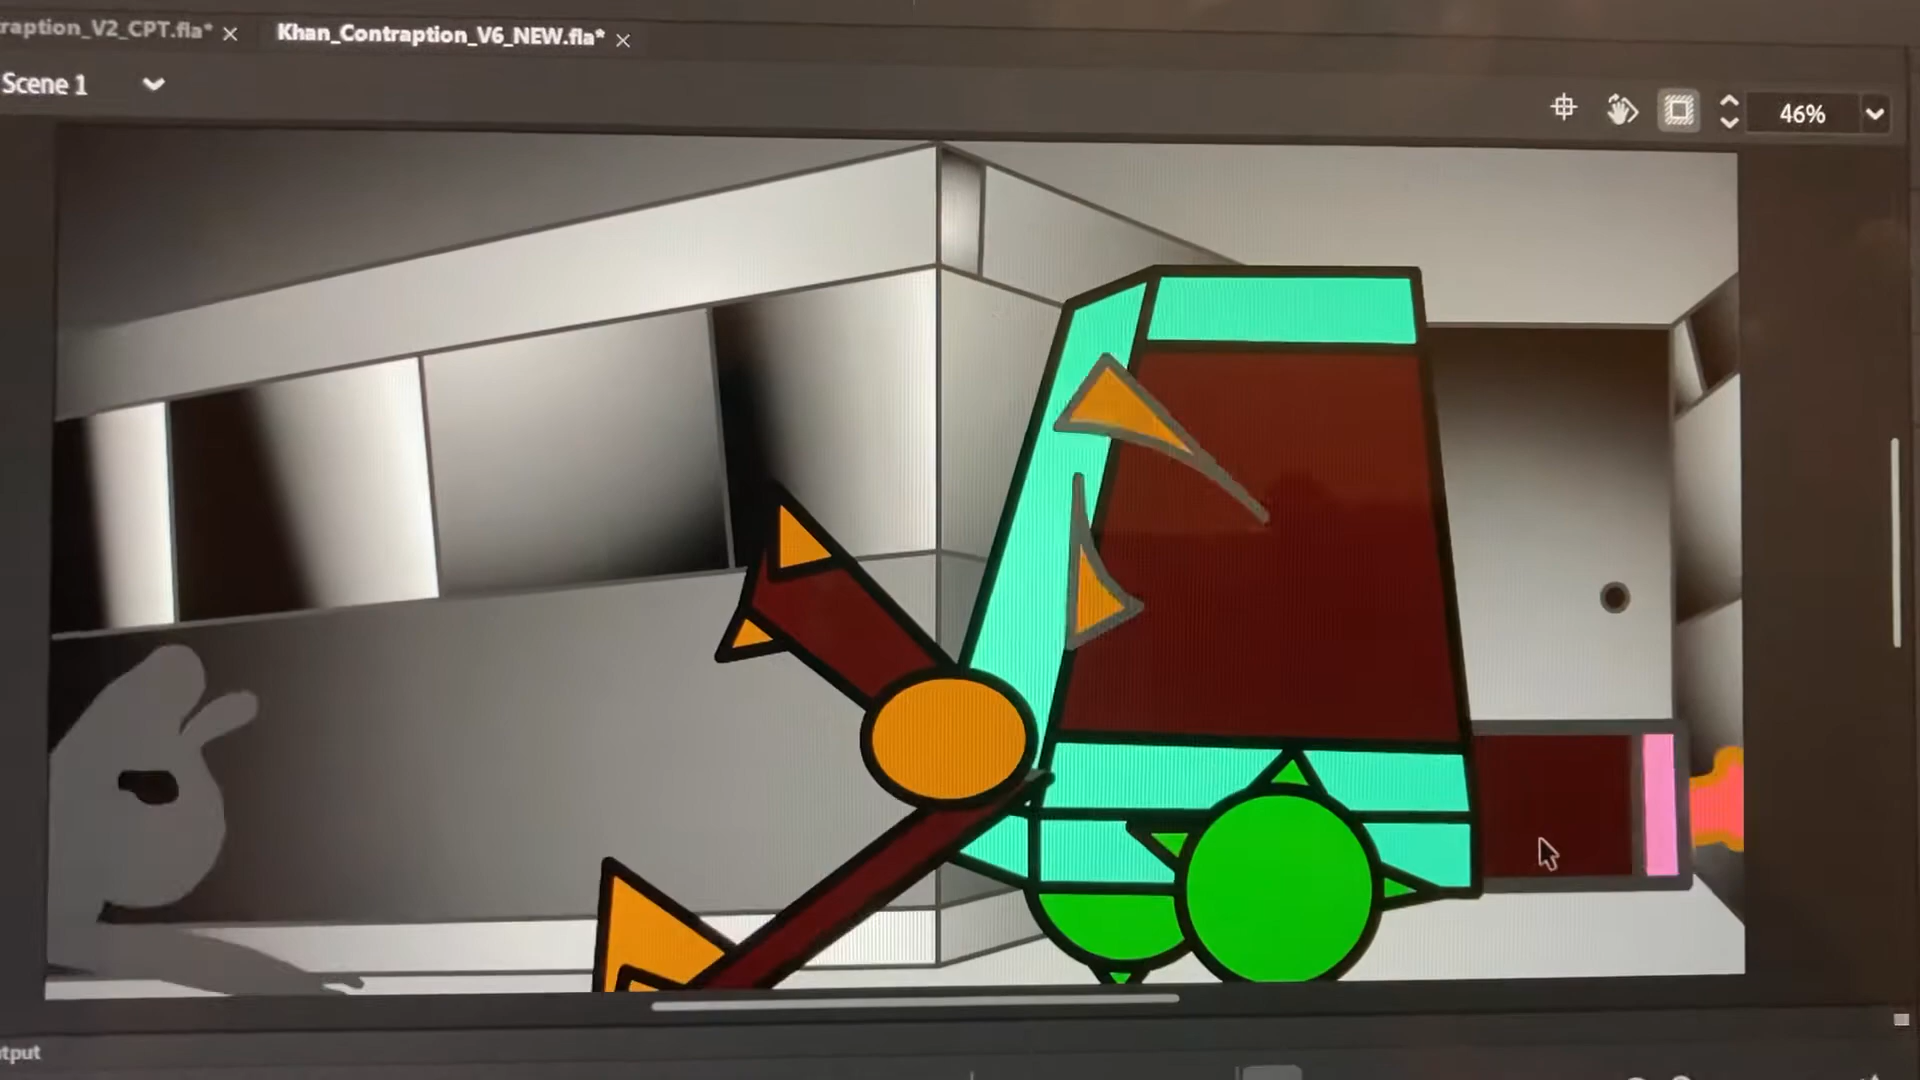 raption_V2_CPT.fla*
Khan_Contraption_V6_NEW.fla*
Scene 1
46%
tput